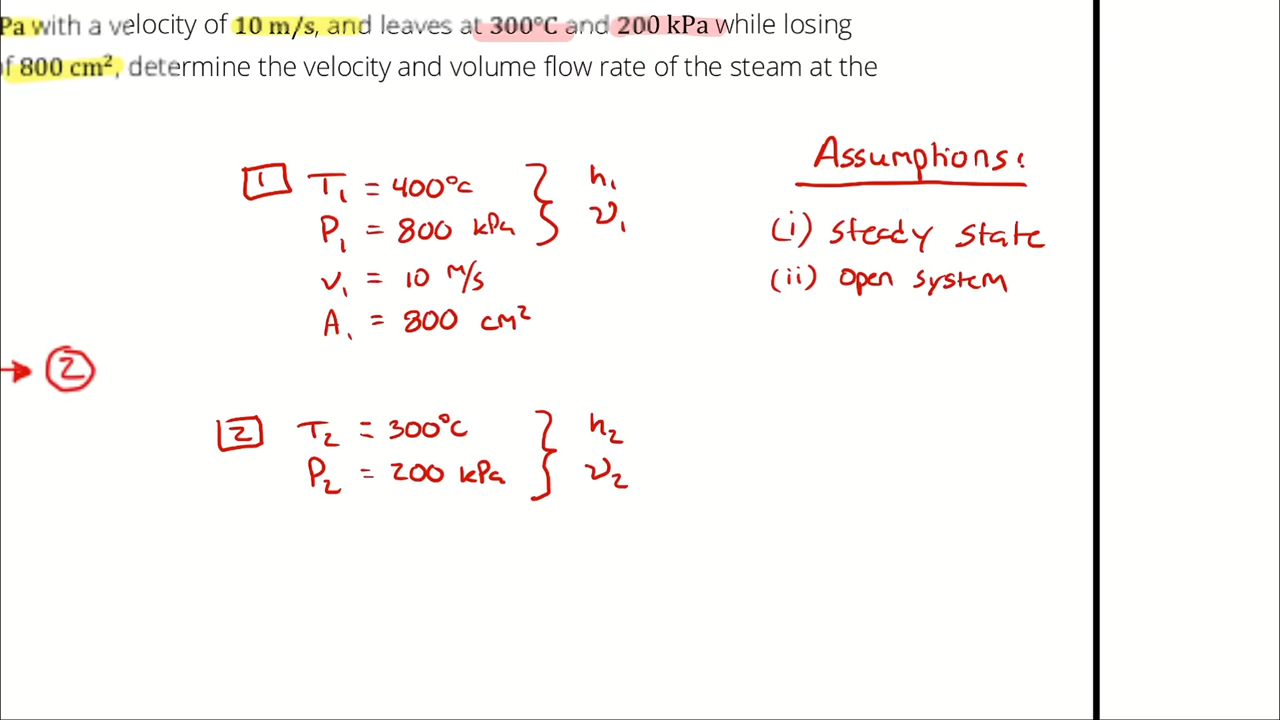 Pa with a velocity of 10 m/s, and leaves at 300°C and 200 kPa while losing
f 800 cm², determine the velocity and volume flow rate of the steam at the
Assumptions:
1 T₁ = 400°C h₁
P₁ = 800 kPa ν₁
(i) steady state
(ii) open system
v₁ = 10 m/s
A₁ = 800 cm²
2
2 T₂ = 300°C h₂
P₂ = 200 kPa ν₂